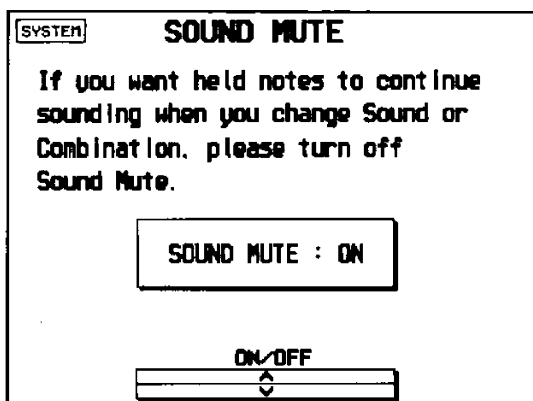 SYSTEM
SOUND MUTE
If you want held notes to continue
sounding when you change Sound or
Combination, please turn off
Sound Mute.
SOUND MUTE : ON
ON/OFF